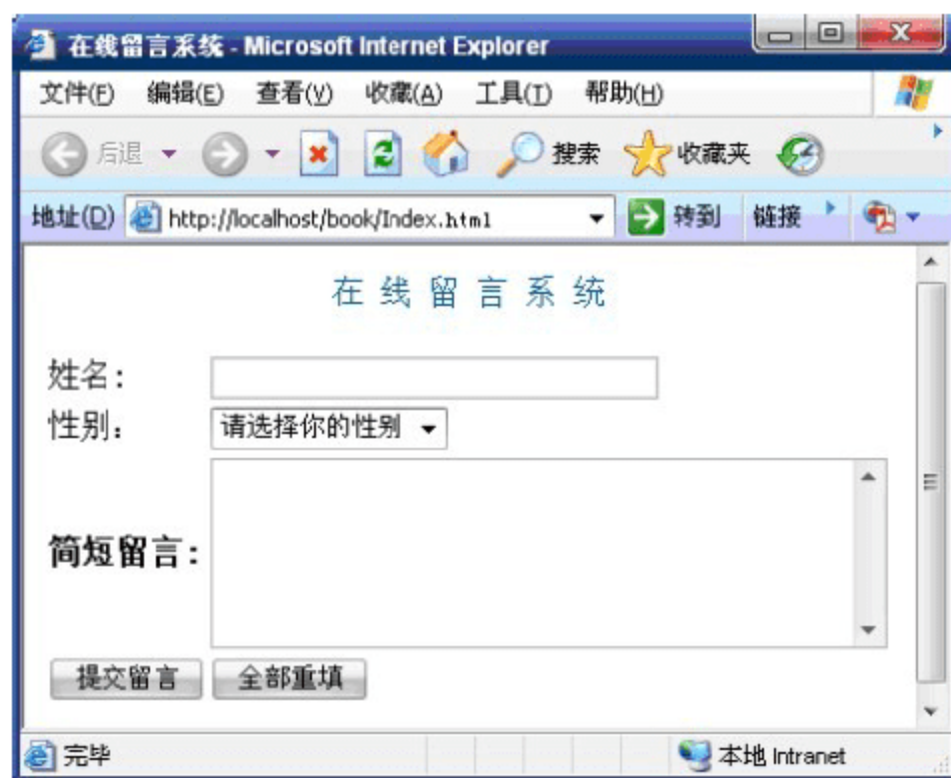 在线留言系统 - Microsoft Internet Explorer
文件(F) 编辑(E) 查看(V) 收藏(A) 工具(T) 帮助(H)
后退 搜索 收藏夹
地址(D) http://localhost/book/Index.html 转到 链接
在线留言系统
姓名:
性别: 请选择你的性别
简短留言:
提交留言 全部重填
完毕 本地 Intranet